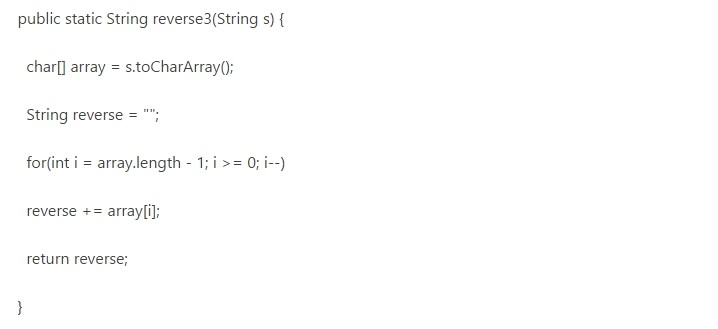 public static String reverse3(String s) {
char[] array = s.toCharArray();
String reverse = "";
for(int i = array.length - 1; i >= 0; i--)
reverse += array[i];
return reverse;
}